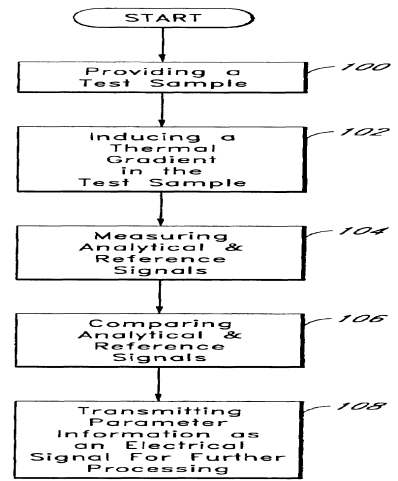 START
Providing a
Test Sample
100
Inducing a
Thermal
Gradient
in the
Test Sample
102
Measuring
Analytical &
Reference
Signals
104
Comparing
Analytical &
Reference
Signals
106
Transmitting
Parameter
Information as
an Electrical
Signal For Further
Processing
108